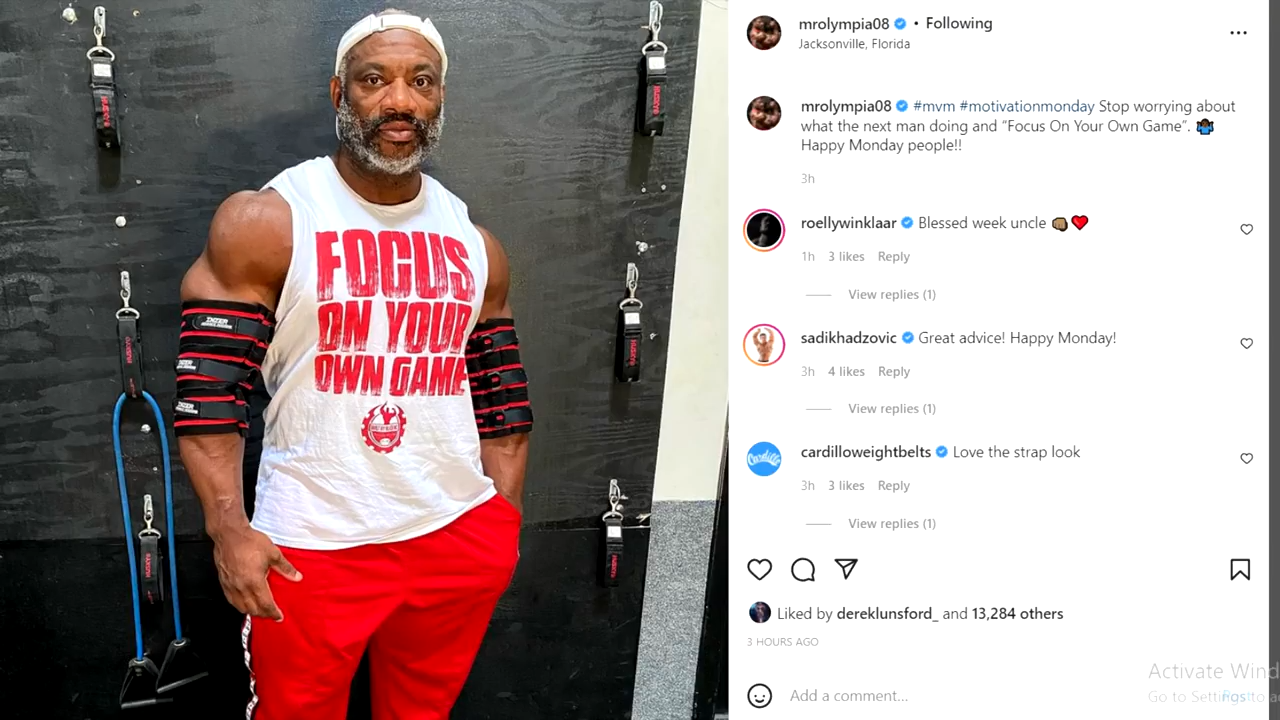 FOCUS
ON YOUR
OWN GAME
mrolympia08 • Following
Jacksonville, Florida
mrolympia08 #mvm #motivationmonday Stop worrying about
what the next man doing and “Focus On Your Own Game”. 🤷🏿‍♂️
Happy Monday people!!
3h
roellywinklaar Blessed week uncle 👊🏽❤️
1h 3 likes Reply
View replies (1)
sadikhadzovic Great advice! Happy Monday!
3h 4 likes Reply
View replies (1)
Cardillo
cardilloweightbelts Love the strap look
3h 3 likes Reply
View replies (1)
Liked by dereklunsford_ and 13,284 others
3 HOURS AGO
Add a comment...
Activate Wind
Go to Settings to a
Post